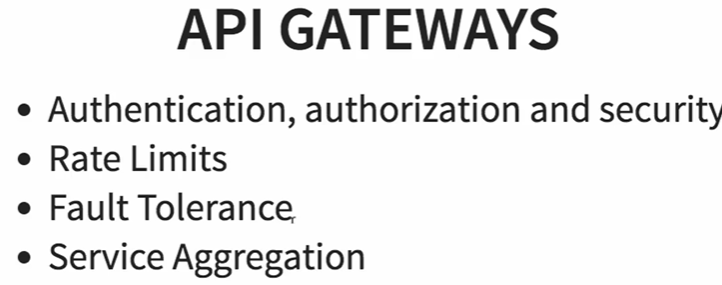 API GATEWAYS
• Authentication, authorization and security
• Rate Limits
• Fault Tolerance
• Service Aggregation